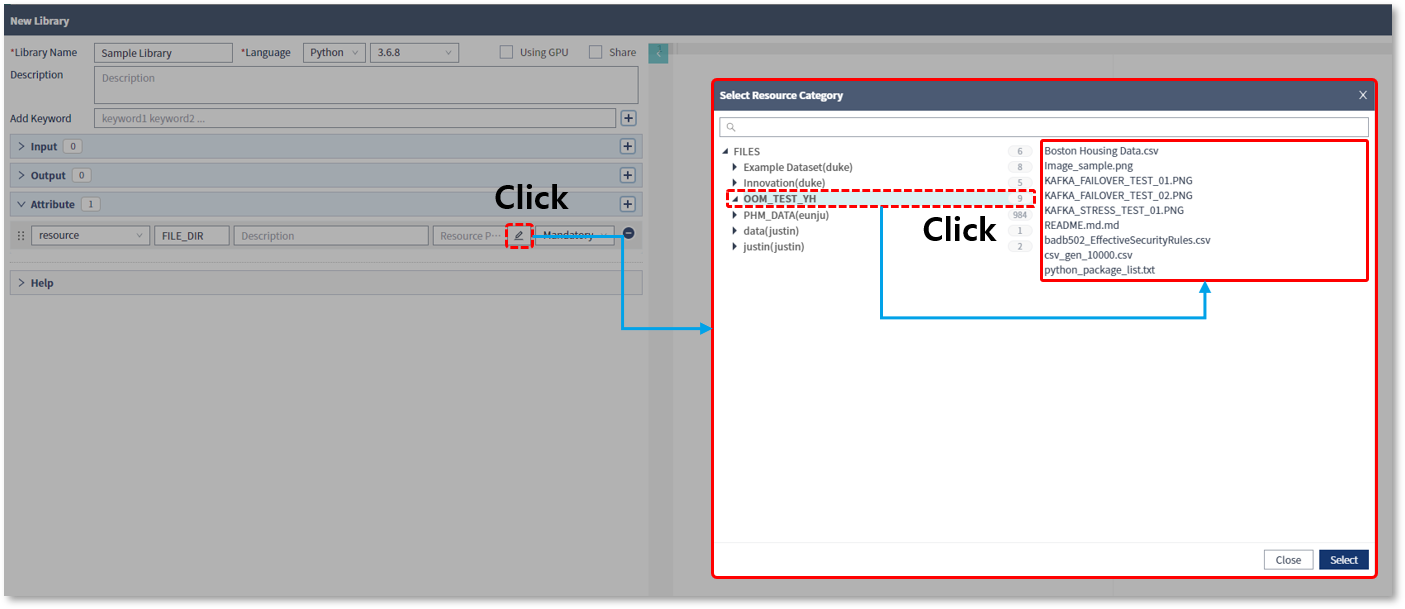 New Library
*Library Name Sample Library *Language Python 3.6.8 Using GPU Share
Description Description
Add Keyword keyword1 keyword2 ...
Input 0
Output 0
Attribute 1
resource FILE_DIR Description Resource P··· Mandatory
Help
Click
Click
Select Resource Category X
FILES 6
Example Dataset(duke) 8
Innovation(duke) 5
OOM_TEST_YH 9
PHM_DATA(eunju) 984
data(justin) 1
justin(justin) 2
Boston Housing Data.csv
Image_sample.png
KAFKA_FAILOVER_TEST_01.PNG
KAFKA_FAILOVER_TEST_02.PNG
KAFKA_STRESS_TEST_01.PNG
README.md.md
badb502_EffectiveSecurityRules.csv
csv_gen_10000.csv
python_package_list.txt
Close Select